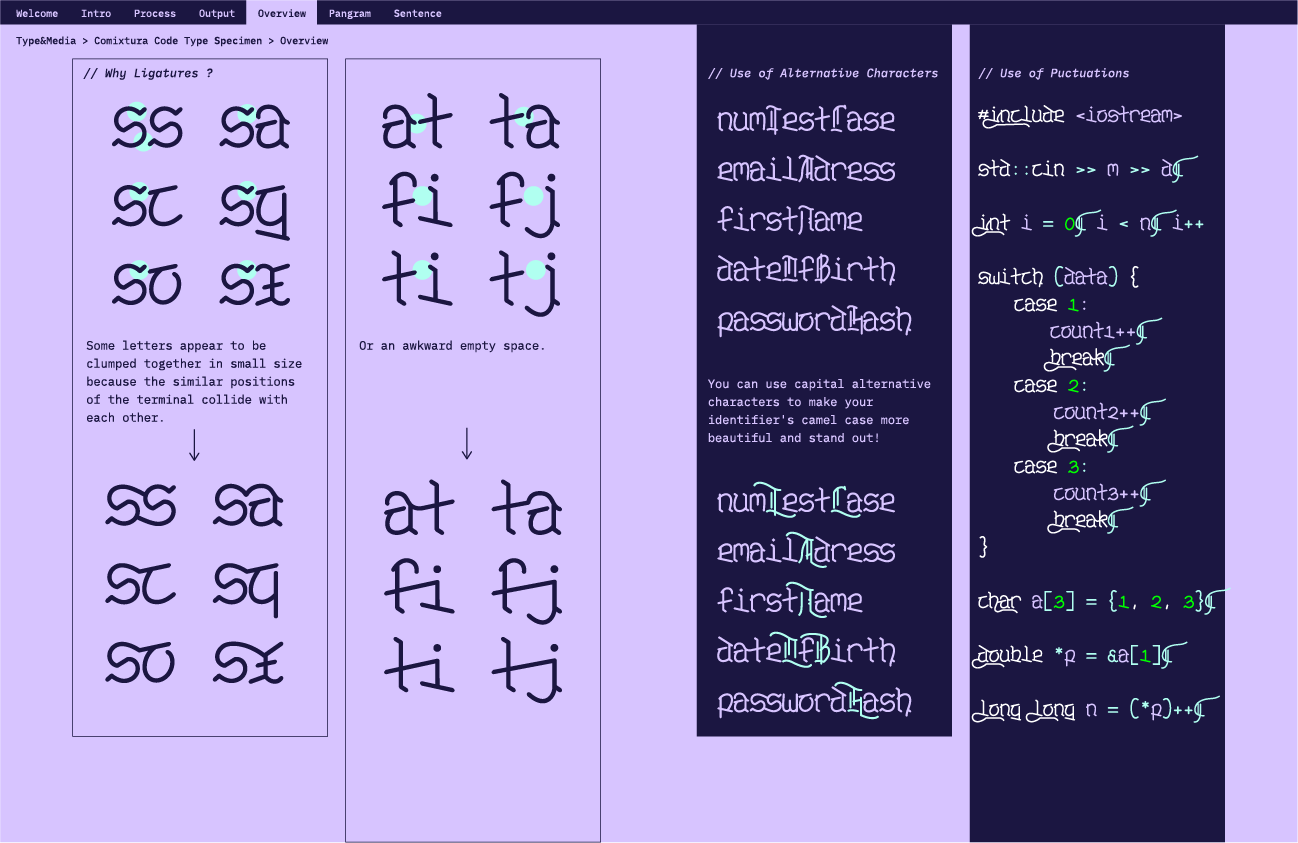 Welcome Intro Process Output Overview Pangram Sentence
Type&Media > Comixtura Code Type Specimen > Overview
// Why Ligatures ?
ss sa
sc sq
so sz
Some letters appear to be
clumped together in small size
because the similar positions
of the terminal collide with
each other.
ss sa
sc sq
so sz
at ta
fi fj
ti tj
Or an awkward empty space.
at ta
fi fj
ti tj
// Use of Alternative Characters
numTestCase
emailAdress
firstName
dateOfBirth
passwordHash
You can use capital alternative
characters to make your
identifier's camel case more
beautiful and stand out!
numTestCase
emailAdress
firstName
dateOfBirth
passwordHash
// Use of Puctuations
#include <iostream>
std::cin >> m >> a;
int i = 0; i < n; i++
switch (data) {
case 1:
count1++;
break;
case 2:
count2++;
break;
case 3:
count3++;
break;
}
char a[3] = {1, 2, 3};
double *p = &a[1];
long long n = (*p)++;